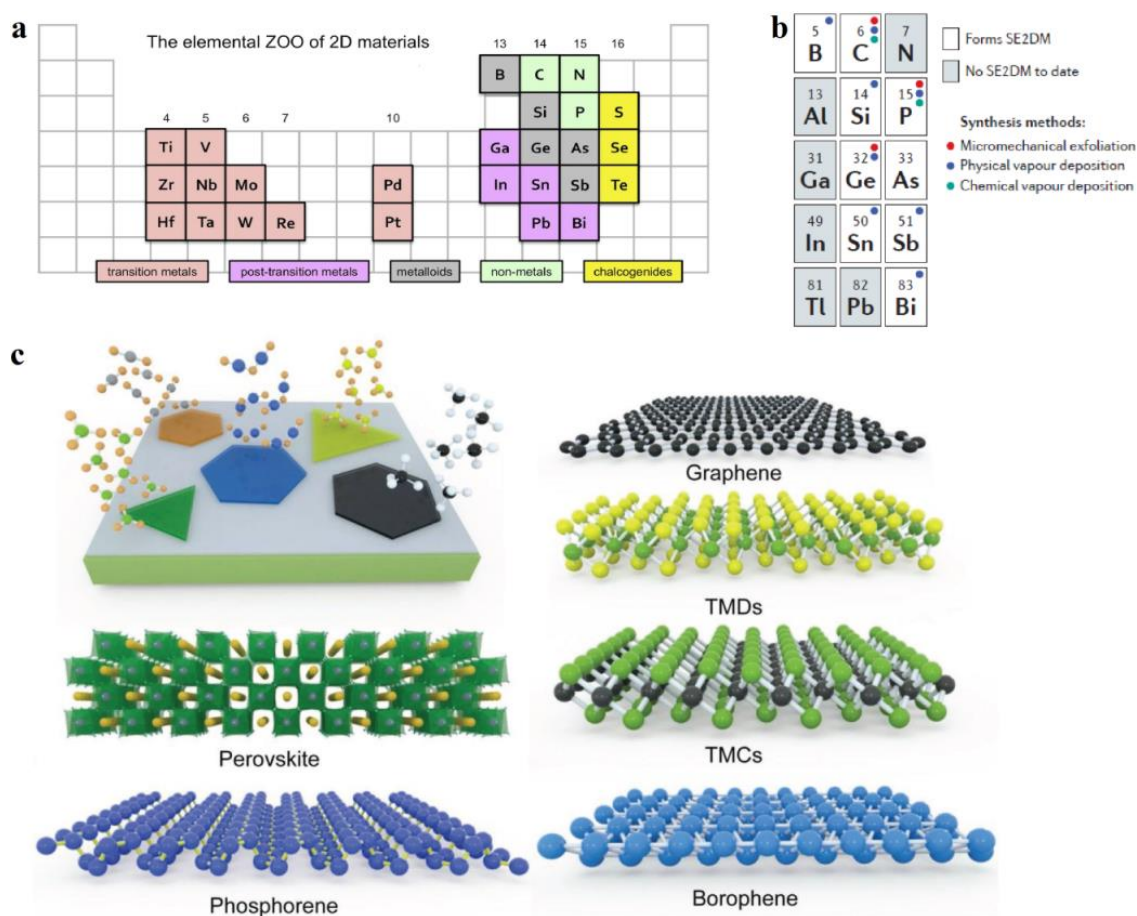 a
The elemental ZOO of 2D materials
13 14 15 16
B C N
4 5 6 7 10
Si P S
Ti V Ga Ge As Se
Zr Nb Mo Pd In Sn Sb Te
Hf Ta W Re Pt Pb Bi
transition metals post-transition metals metalloids non-metals chalcogenides
b
5 6 7
B C N
13 14 15
Al Si P
31 32 33
Ga Ge As
49 50 51
In Sn Sb
81 82 83
Tl Pb Bi
Forms SE2DM
No SE2DM to date
Synthesis methods:
Micromechanical exfoliation
Physical vapour deposition
Chemical vapour deposition
c
Graphene
TMDs
Perovskite
TMCs
Phosphorene
Borophene